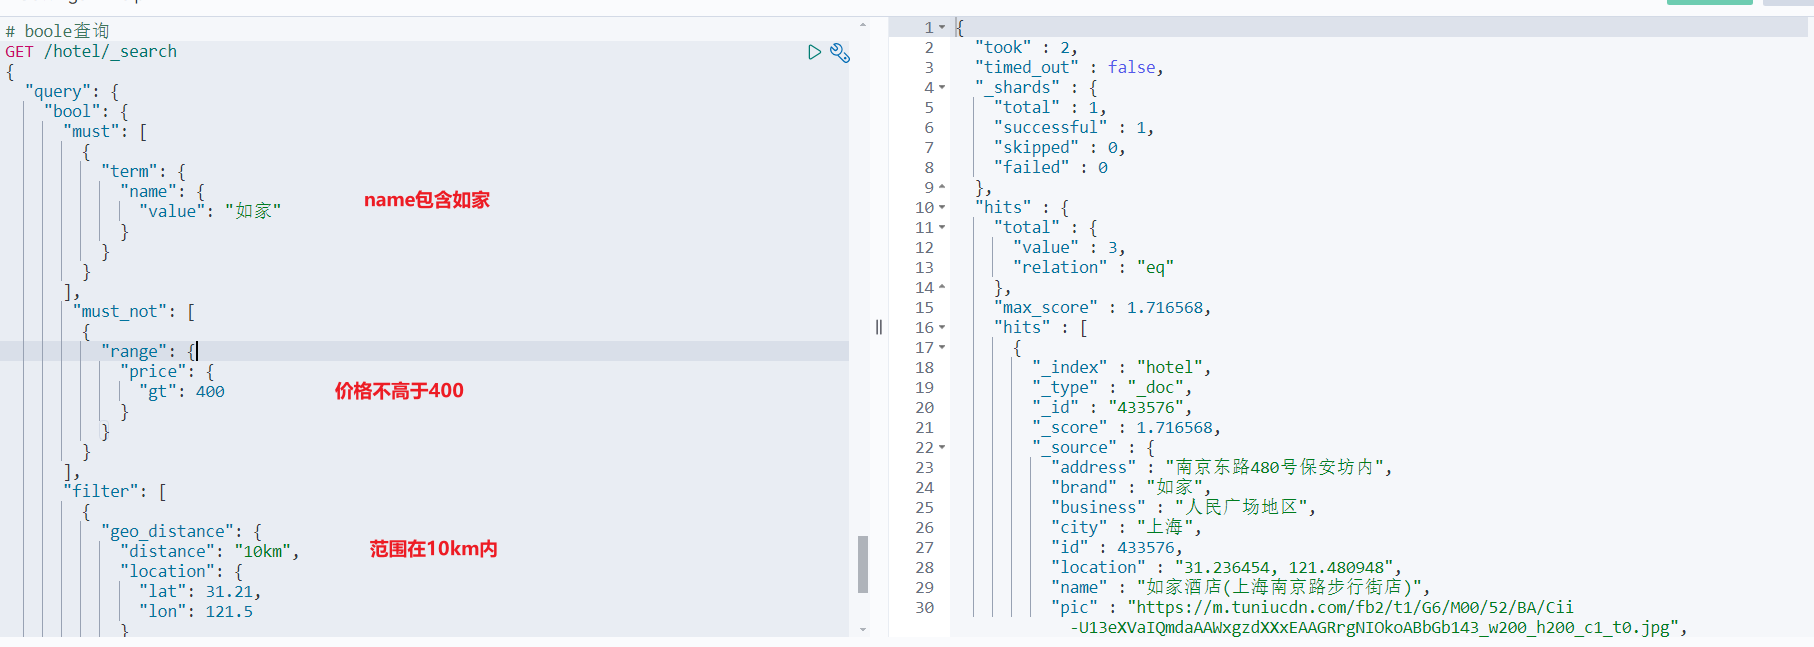 # boole查询
GET /hotel/_search
{
"query": {
"bool": {
"must": [
{
"term": {
"name": {
"value": "如家"
}
}
}
],
"must_not": [
{
"range": {
"price": {
"gt": 400
}
}
}
],
"filter": [
{
"geo_distance": {
"distance": "10km",
"location": {
"lat": 31.21,
"lon": 121.5
}
name包含如家
价格不高于400
范围在10km内
1 {
2 "took" : 2,
3 "timed_out" : false,
4 "_shards" : {
5 "total" : 1,
6 "successful" : 1,
7 "skipped" : 0,
8 "failed" : 0
9 },
10 "hits" : {
11 "total" : {
12 "value" : 3,
13 "relation" : "eq"
14 },
15 "max_score" : 1.716568,
16 "hits" : [
17 {
18 "_index" : "hotel",
19 "_type" : "_doc",
20 "_id" : "433576",
21 "_score" : 1.716568,
22 "_source" : {
23 "address" : "南京东路480号保安坊内",
24 "brand" : "如家",
25 "business" : "人民广场地区",
26 "city" : "上海",
27 "id" : 433576,
28 "location" : "31.236454, 121.480948",
29 "name" : "如家酒店(上海南京路步行街店)",
30 "pic" : "https://m.tuniucdn.com/fb2/t1/G6/M00/52/BA/Cii
-U13eXVaIQmdaAAWxgzdXXxEAAGRrgNIOkoABbGb143_w200_h200_c1_t0.jpg",